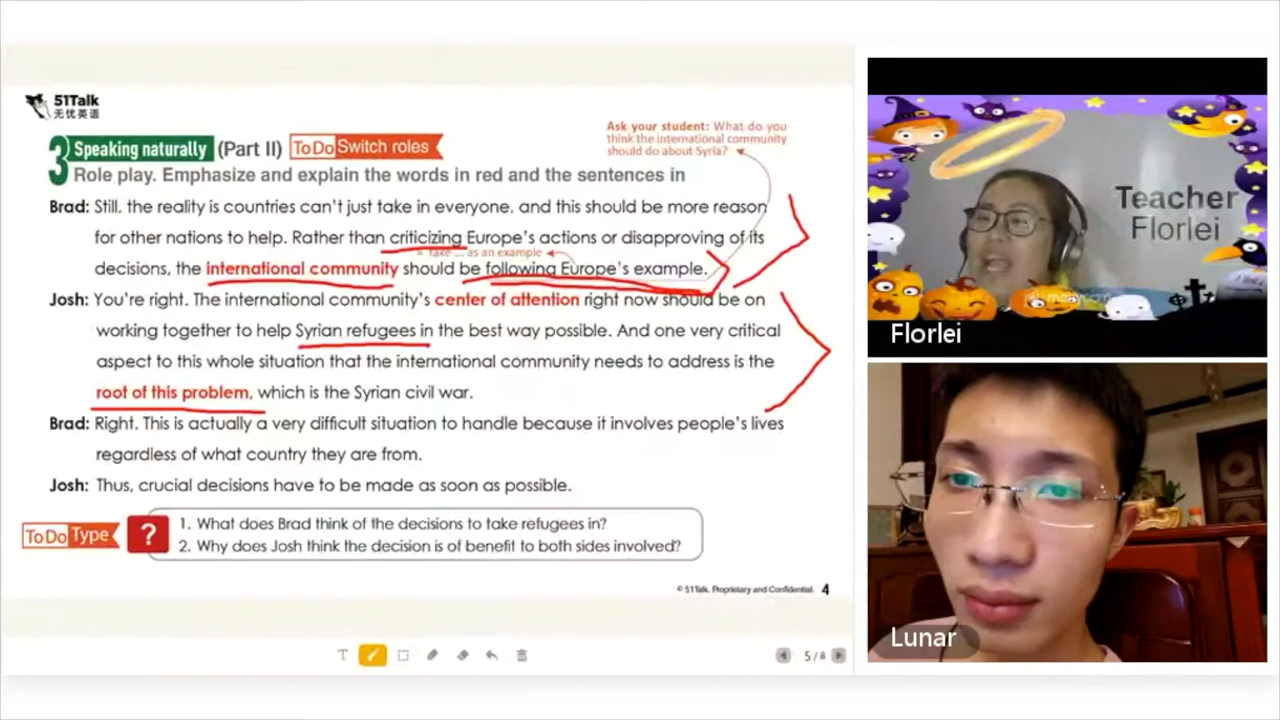 51Talk
无忧英语
3 Speaking naturally (Part II) To Do Switch roles
Ask your student: What do you
think the international community
should do about Syria?
Role play. Emphasize and explain the words in red and the sentences in
Brad: Still, the reality is countries can't just take in everyone, and this should be more reason
for other nations to help. Rather than criticizing Europe's actions or disapproving of its
= take ... as an example
decisions, the international community should be following Europe's example.
Josh: You're right. The international community's center of attention right now should be on
working together to help Syrian refugees in the best way possible. And one very critical
aspect to this whole situation that the international community needs to address is the
root of this problem, which is the Syrian civil war.
Brad: Right. This is actually a very difficult situation to handle because it involves people's lives
regardless of what country they are from.
Josh: Thus, crucial decisions have to be made as soon as possible.
To Do Type ?
1. What does Brad think of the decisions to take refugees in?
2. Why does Josh think the decision is of benefit to both sides involved?
© 51Talk. Proprietary and Confidential. 4
T
5/8
Teacher
Florlei
Florlei
Lunar